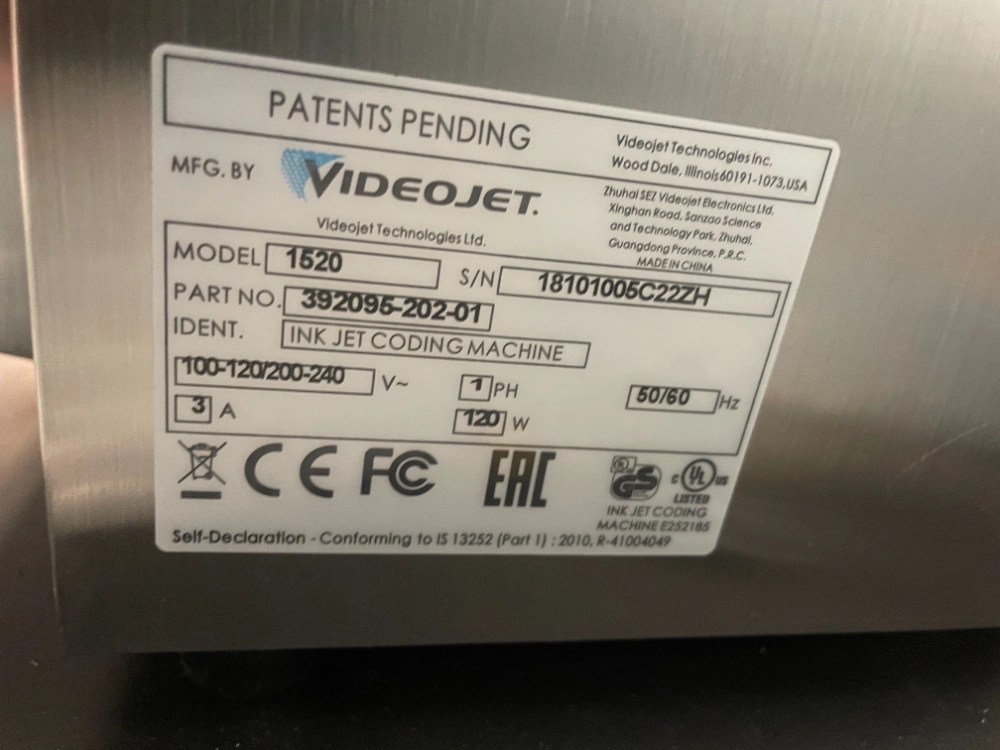 PATENTS PENDING
Videojet Technologies Inc.
Wood Dale, Illinois60191-1073,USA
MFG. BY
VIDEOJET.
Videojet Technologies Ltd.
Zhuhai SEZ Videojet Electronics Ltd.
Xinghan Road, Sanzao Science
and Technology Park, Zhuhai,
Guangdong Province, P.R.C.
MADE IN CHINA
MODEL 1520 S/N 18101005C22ZH
PART NO. 392095-202-01
IDENT. INK JET CODING MACHINE
100-120/200-240 V~ 1 PH 50/60 Hz
3 A 120 W
CE FC EAC GS C UL US
LISTED
INK JET CODING
MACHINE E252185
Self-Declaration - Conforming to IS 13252 (Part 1) : 2010, R-41004049